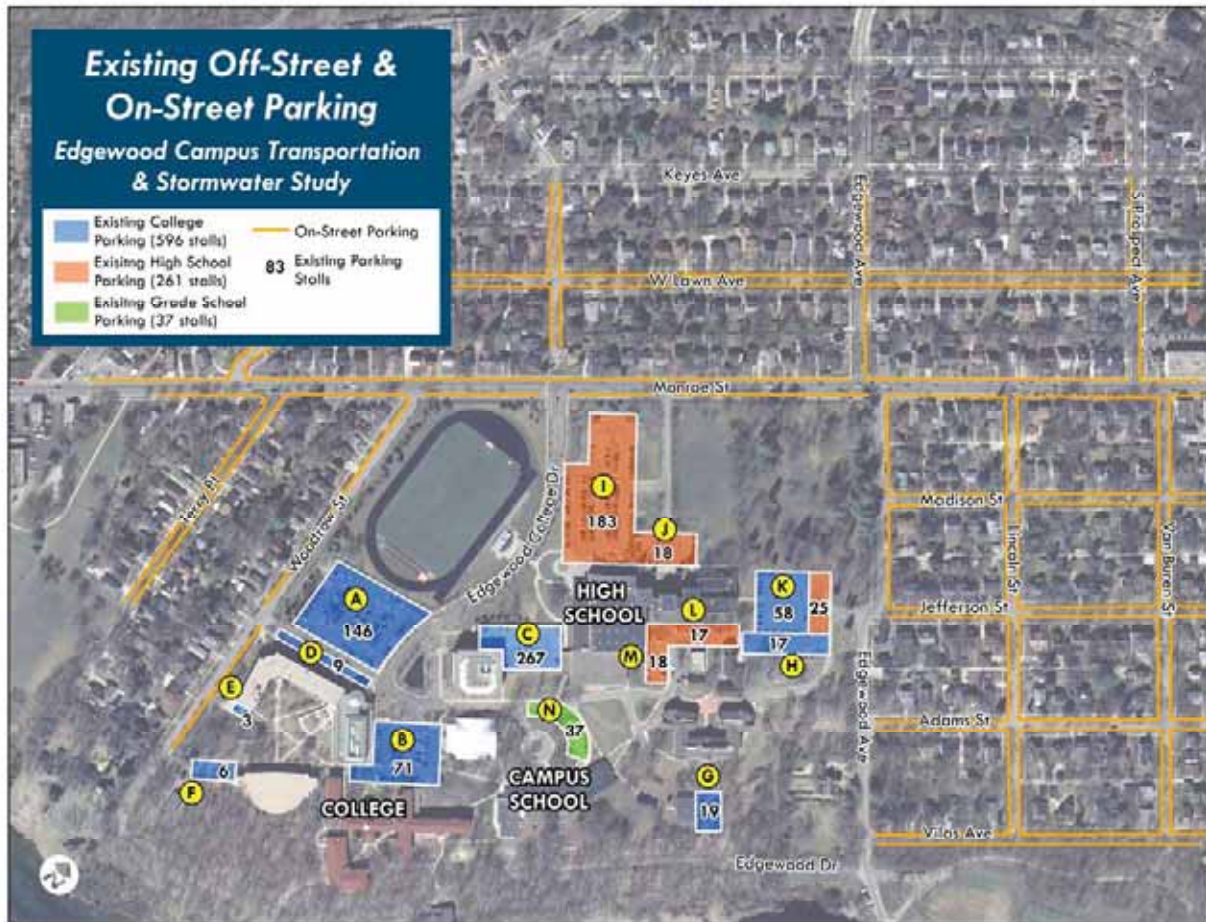 Existing Off-Street &
On-Street Parking
Edgewood Campus Transportation
& Stormwater Study
Existing College
Parking (596 stalls)
Exisitng High School
Parking (261 stalls)
Exisitng Grade School
Parking (37 stalls)
On-Street Parking
83 Existing Parking
Stalls
Keyes Ave
Edgewood Ave
S Prospect Ave
W Lawn Ave
Monroe St
Terry Pl
Woodrow St
Edgewood College Dr
Madison St
Lincoln St
Van Buren St
Jefferson St
I
183
J
18
HIGH
SCHOOL
K
58
25
A
146
L
17
C
267
D
9
M
18
17
H
E
3
N
37
Edgewood Ave
Adams St
B
71
F
6
COLLEGE
CAMPUS
SCHOOL
G
19
Vilas Ave
Edgewood Dr